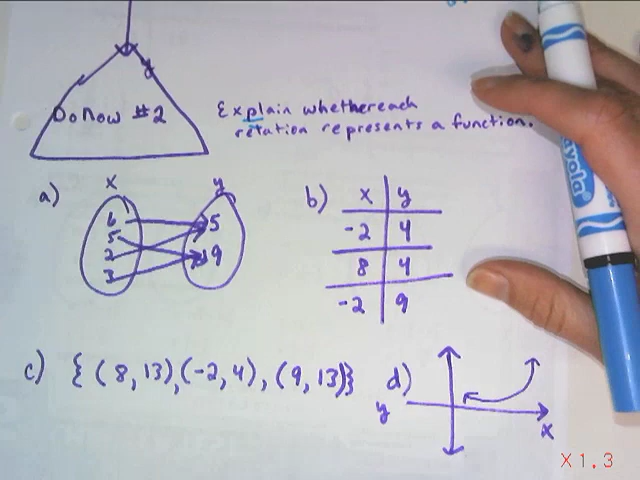 Do Now #2
Explain whether each
relation represents a function.
a)
x y
6 5
5 9
2
3
b)
x y
-2 4
8 4
-2 9
c) {(8,13),(-2,4),(9,13)}
d)
y
x
X1.3